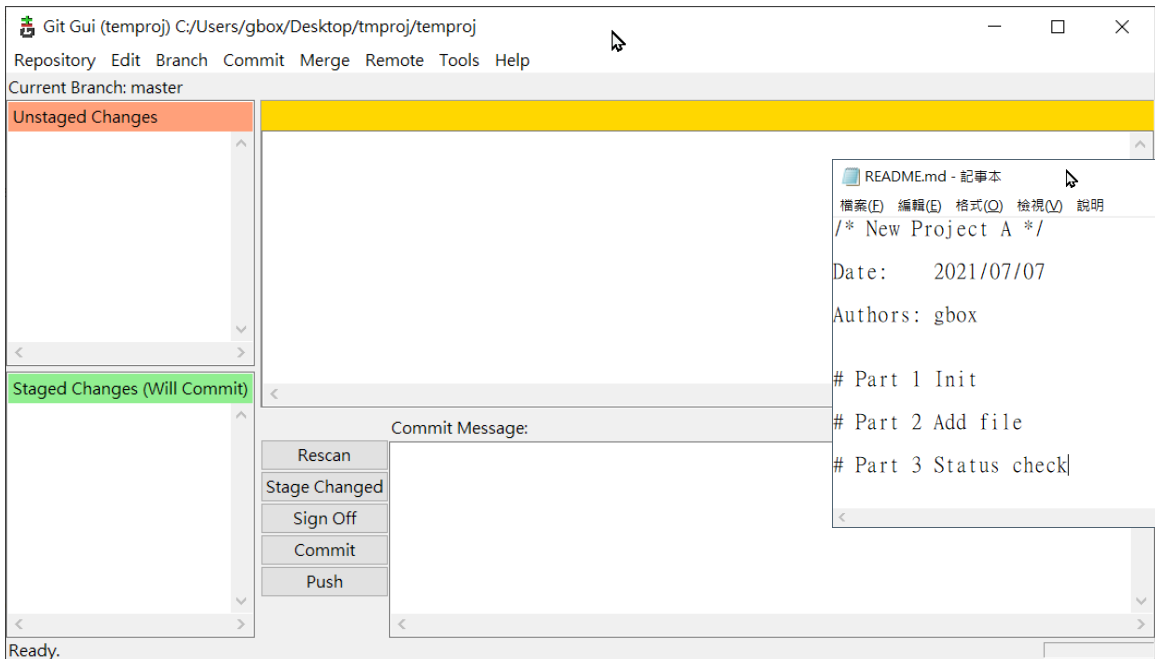 Git Gui (temproj) C:/Users/gbox/Desktop/tmproj/temproj
Repository Edit Branch Commit Merge Remote Tools Help
Current Branch: master
Unstaged Changes
Staged Changes (Will Commit)
Commit Message:
Rescan
Stage Changed
Sign Off
Commit
Push
Ready.
README.md - 記事本
檔案(F) 編輯(E) 格式(O) 檢視(V) 說明
/* New Project A */
Date: 2021/07/07
Authors: gbox
# Part 1 Init
# Part 2 Add file
# Part 3 Status check